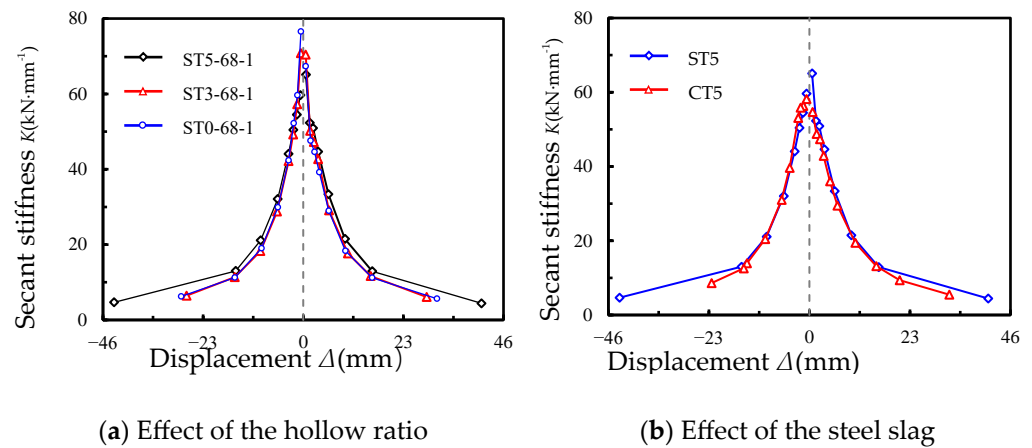 Secant stiffness K(kN·mm⁻¹)
80
60
40
20
0
ST5-68-1
ST3-68-1
ST0-68-1
−46
−23
0
23
46
Displacement Δ(mm)
(a) Effect of the hollow ratio
Secant stiffness K(kN·mm⁻¹)
80
60
40
20
0
ST5
CT5
−46
−23
0
23
46
Displacement Δ(mm)
(b) Effect of the steel slag